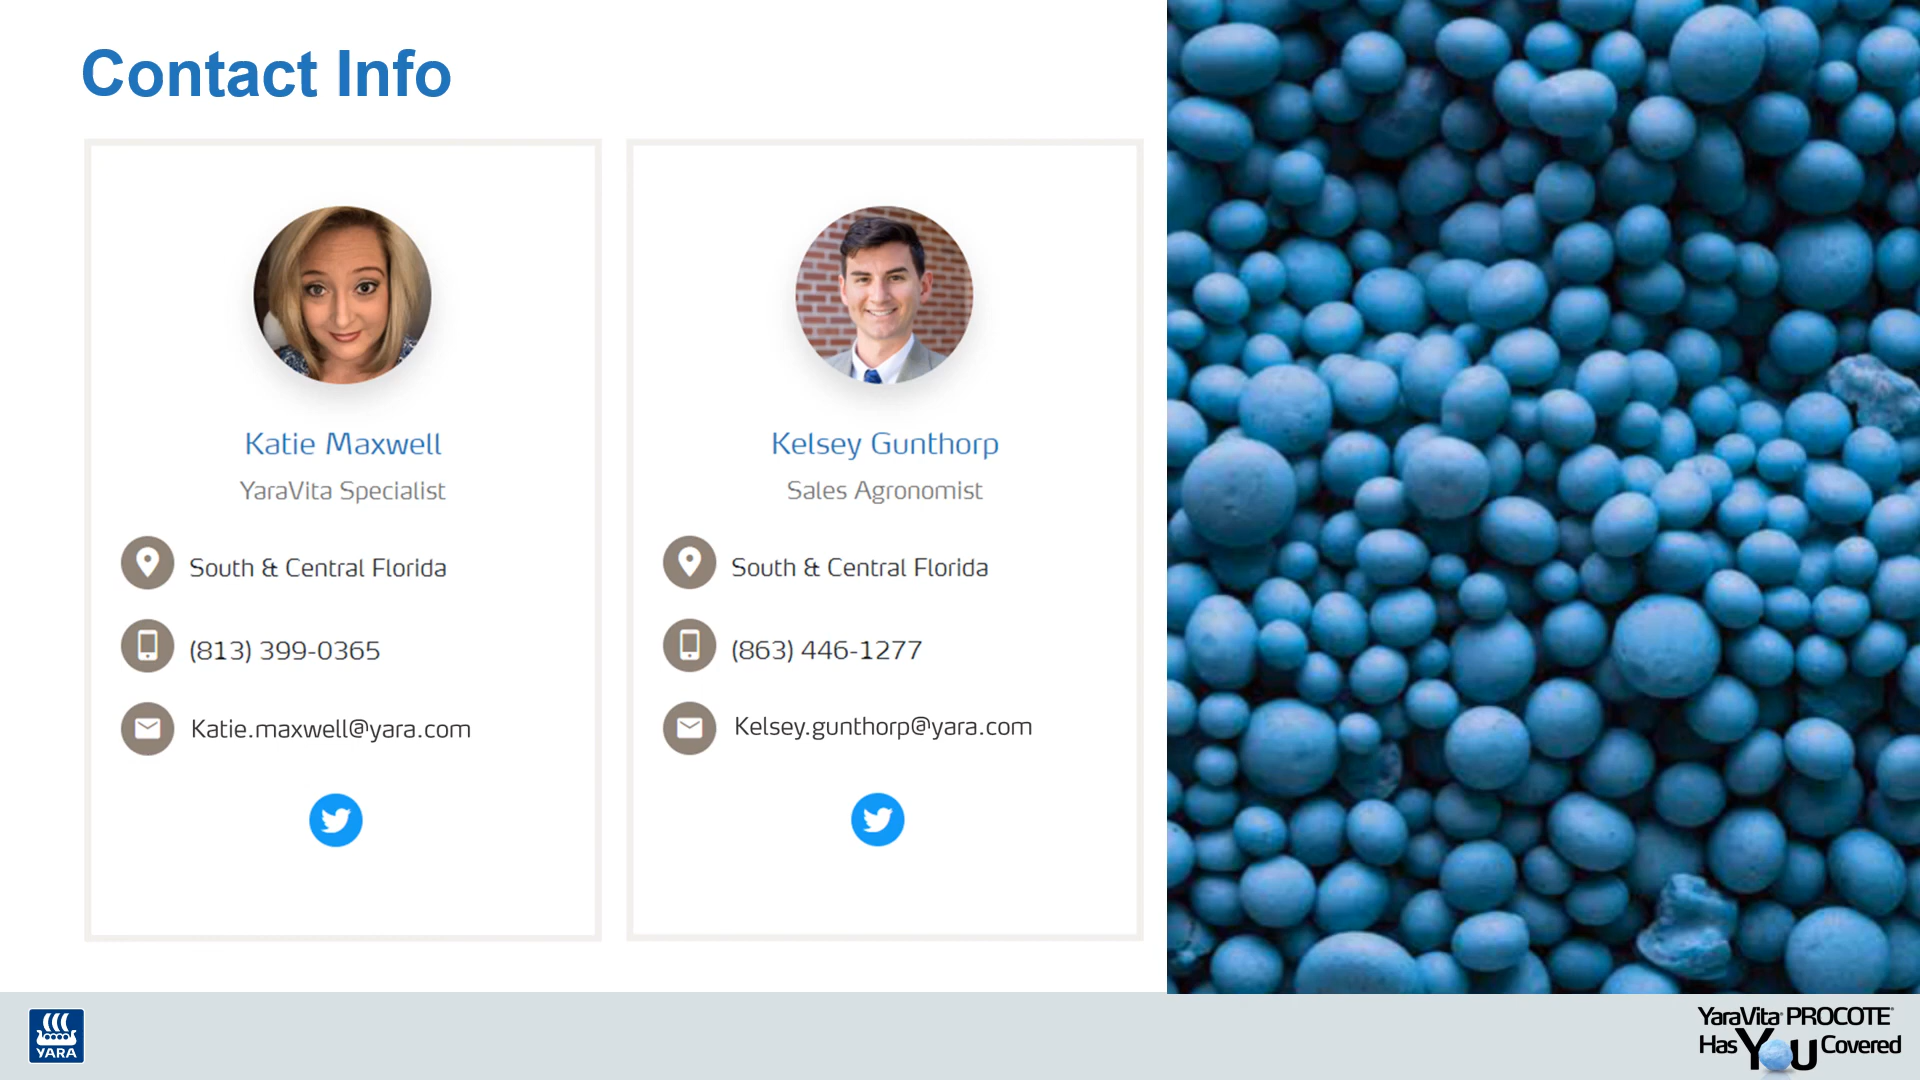 Contact Info
Katie Maxwell
YaraVita Specialist
South & Central Florida
(813) 399-0365
Katie.maxwell@yara.com
Kelsey Gunthorp
Sales Agronomist
South & Central Florida
(863) 446-1277
Kelsey.gunthorp@yara.com
YARA
YaraVita® PROCOTE®
Has YOU Covered